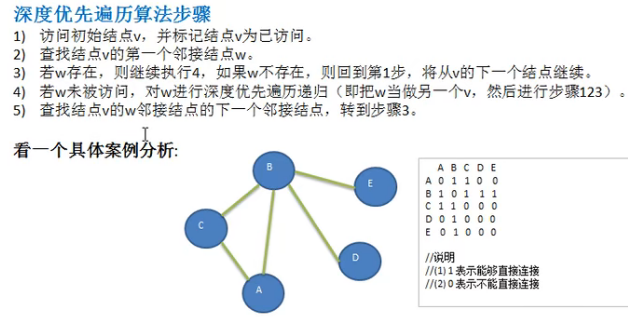 深度优先遍历算法步骤
1) 访问初始结点v，并标记结点v为已访问。
2) 查找结点v的第一个邻接结点w。
3) 若w存在，则继续执行4，如果w不存在，则回到第1步，将从v的下一个结点继续。
4) 若w未被访问，对w进行深度优先遍历递归（即把w当做另一个v，然后进行步骤123）。
5) 查找结点v的w邻接结点的下一个邻接结点，转到步骤3。
看一个具体案例分析:
B
E
C
D
A
A B C D E
A 0 1 1 0 0
B 1 0 1 1 1
C 1 1 0 0 0
D 0 1 0 0 0
E 0 1 0 0 0
//说明
//(1) 1 表示能够直接连接
//(2) 0 表示不能直接连接